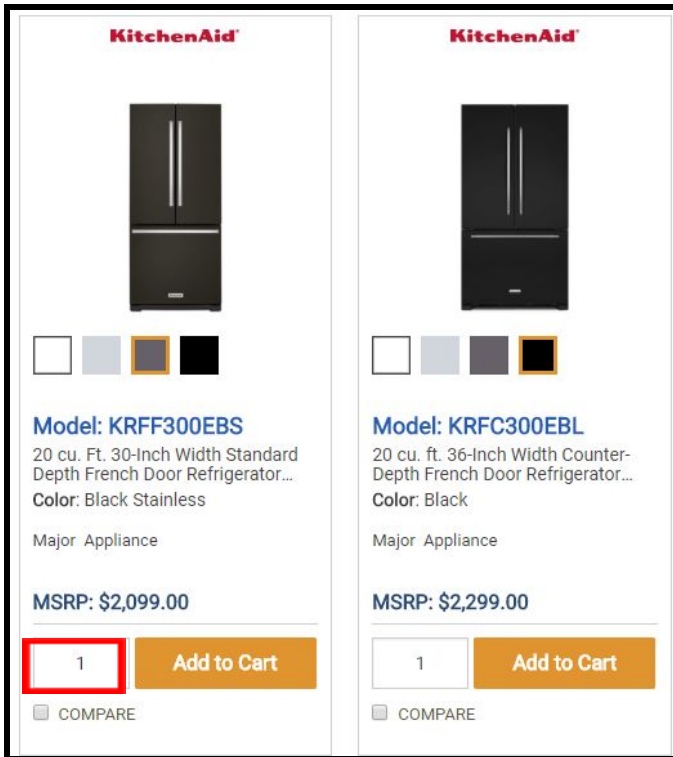 KitchenAid
Model: KRFF300EBS
20 cu. Ft. 30-Inch Width Standard
Depth French Door Refrigerator...
Color: Black Stainless
Major Appliance
MSRP: $2,099.00
1 Add to Cart
COMPARE
KitchenAid
Model: KRFC300EBL
20 cu. ft. 36-Inch Width Counter-
Depth French Door Refrigerator...
Color: Black
Major Appliance
MSRP: $2,299.00
1 Add to Cart
COMPARE